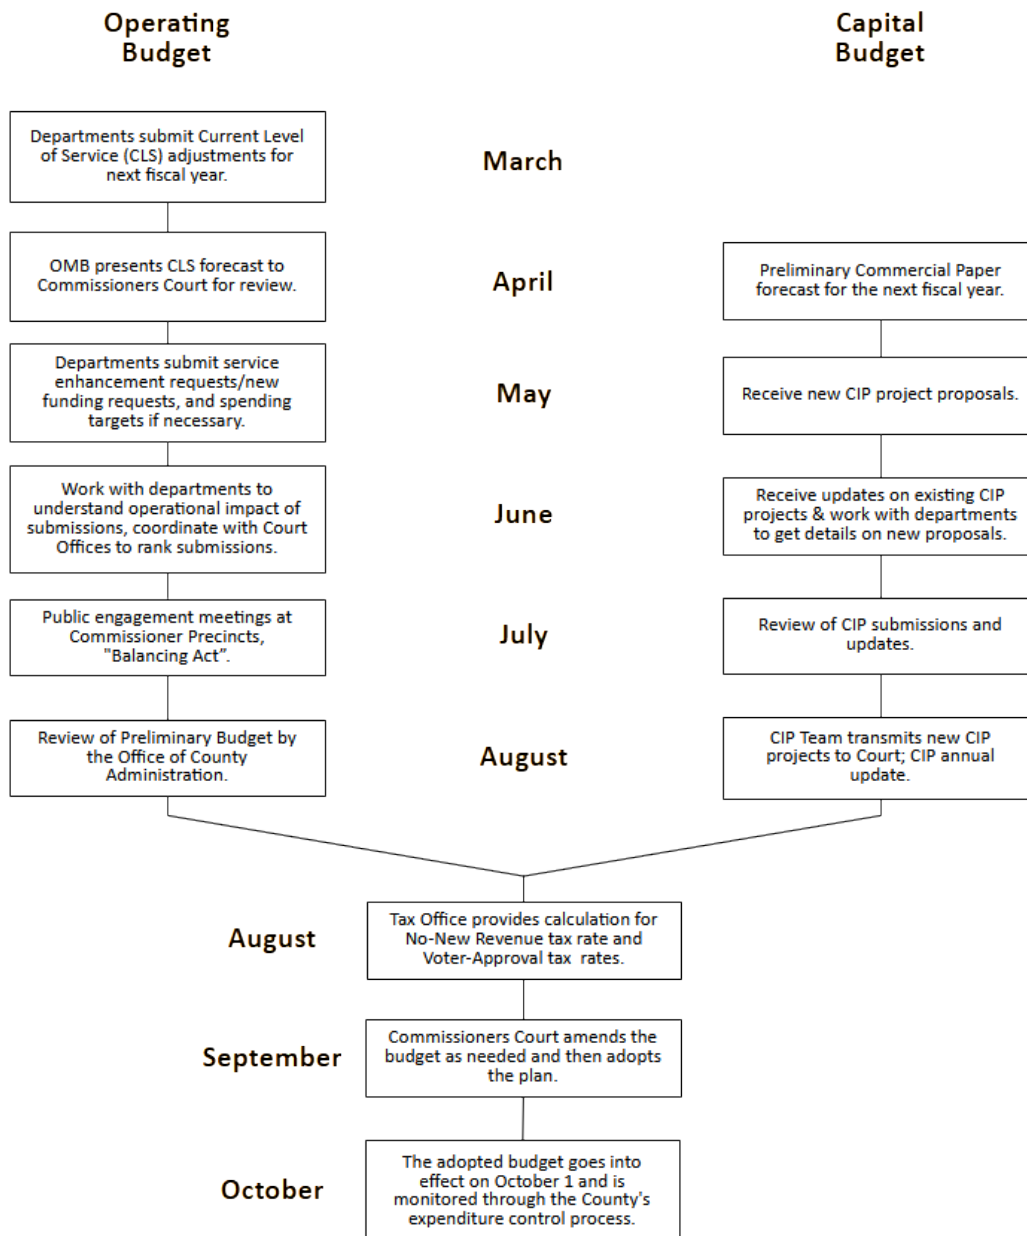 Operating
Budget
Capital
Budget
Departments submit Current Level
of Service (CLS) adjustments for
next fiscal year.
March
OMB presents CLS forecast to
Commissioners Court for review.
April
Preliminary Commercial Paper
forecast for the next fiscal year.
Departments submit service
enhancement requests/new
funding requests, and spending
targets if necessary.
May
Receive new CIP project proposals.
Work with departments to
understand operational impact of
submissions, coordinate with Court
Offices to rank submissions.
June
Receive updates on existing CIP
projects & work with departments
to get details on new proposals.
Public engagement meetings at
Commissioner Precincts,
"Balancing Act”.
July
Review of CIP submissions and
updates.
Review of Preliminary Budget by
the Office of County
Administration.
August
CIP Team transmits new CIP
projects to Court; CIP annual
update.
August
Tax Office provides calculation for
No-New Revenue tax rate and
Voter-Approval tax rates.
September
Commissioners Court amends the
budget as needed and then adopts
the plan.
October
The adopted budget goes into
effect on October 1 and is
monitored through the County's
expenditure control process.